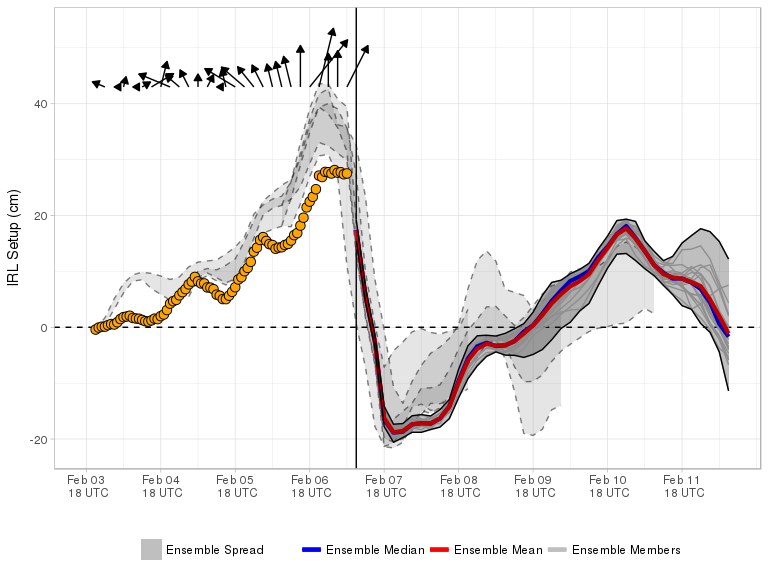 IRL Setup (cm)
40
20
0
-20
Feb 03 Feb 04 Feb 05 Feb 06 Feb 07 Feb 08 Feb 09 Feb 10 Feb 11
18 UTC 18 UTC 18 UTC 18 UTC 18 UTC 18 UTC 18 UTC 18 UTC 18 UTC
Ensemble Spread Ensemble Median Ensemble Mean Ensemble Members